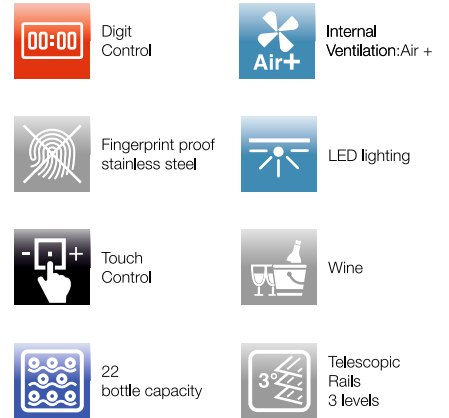 00:00
Digit
Control
Air+
Internal
Ventilation:Air +
Fingerprint proof
stainless steel
LED lighting
- +
Touch
Control
Wine
22
bottle capacity
3°
Telescopic
Rails
3 levels